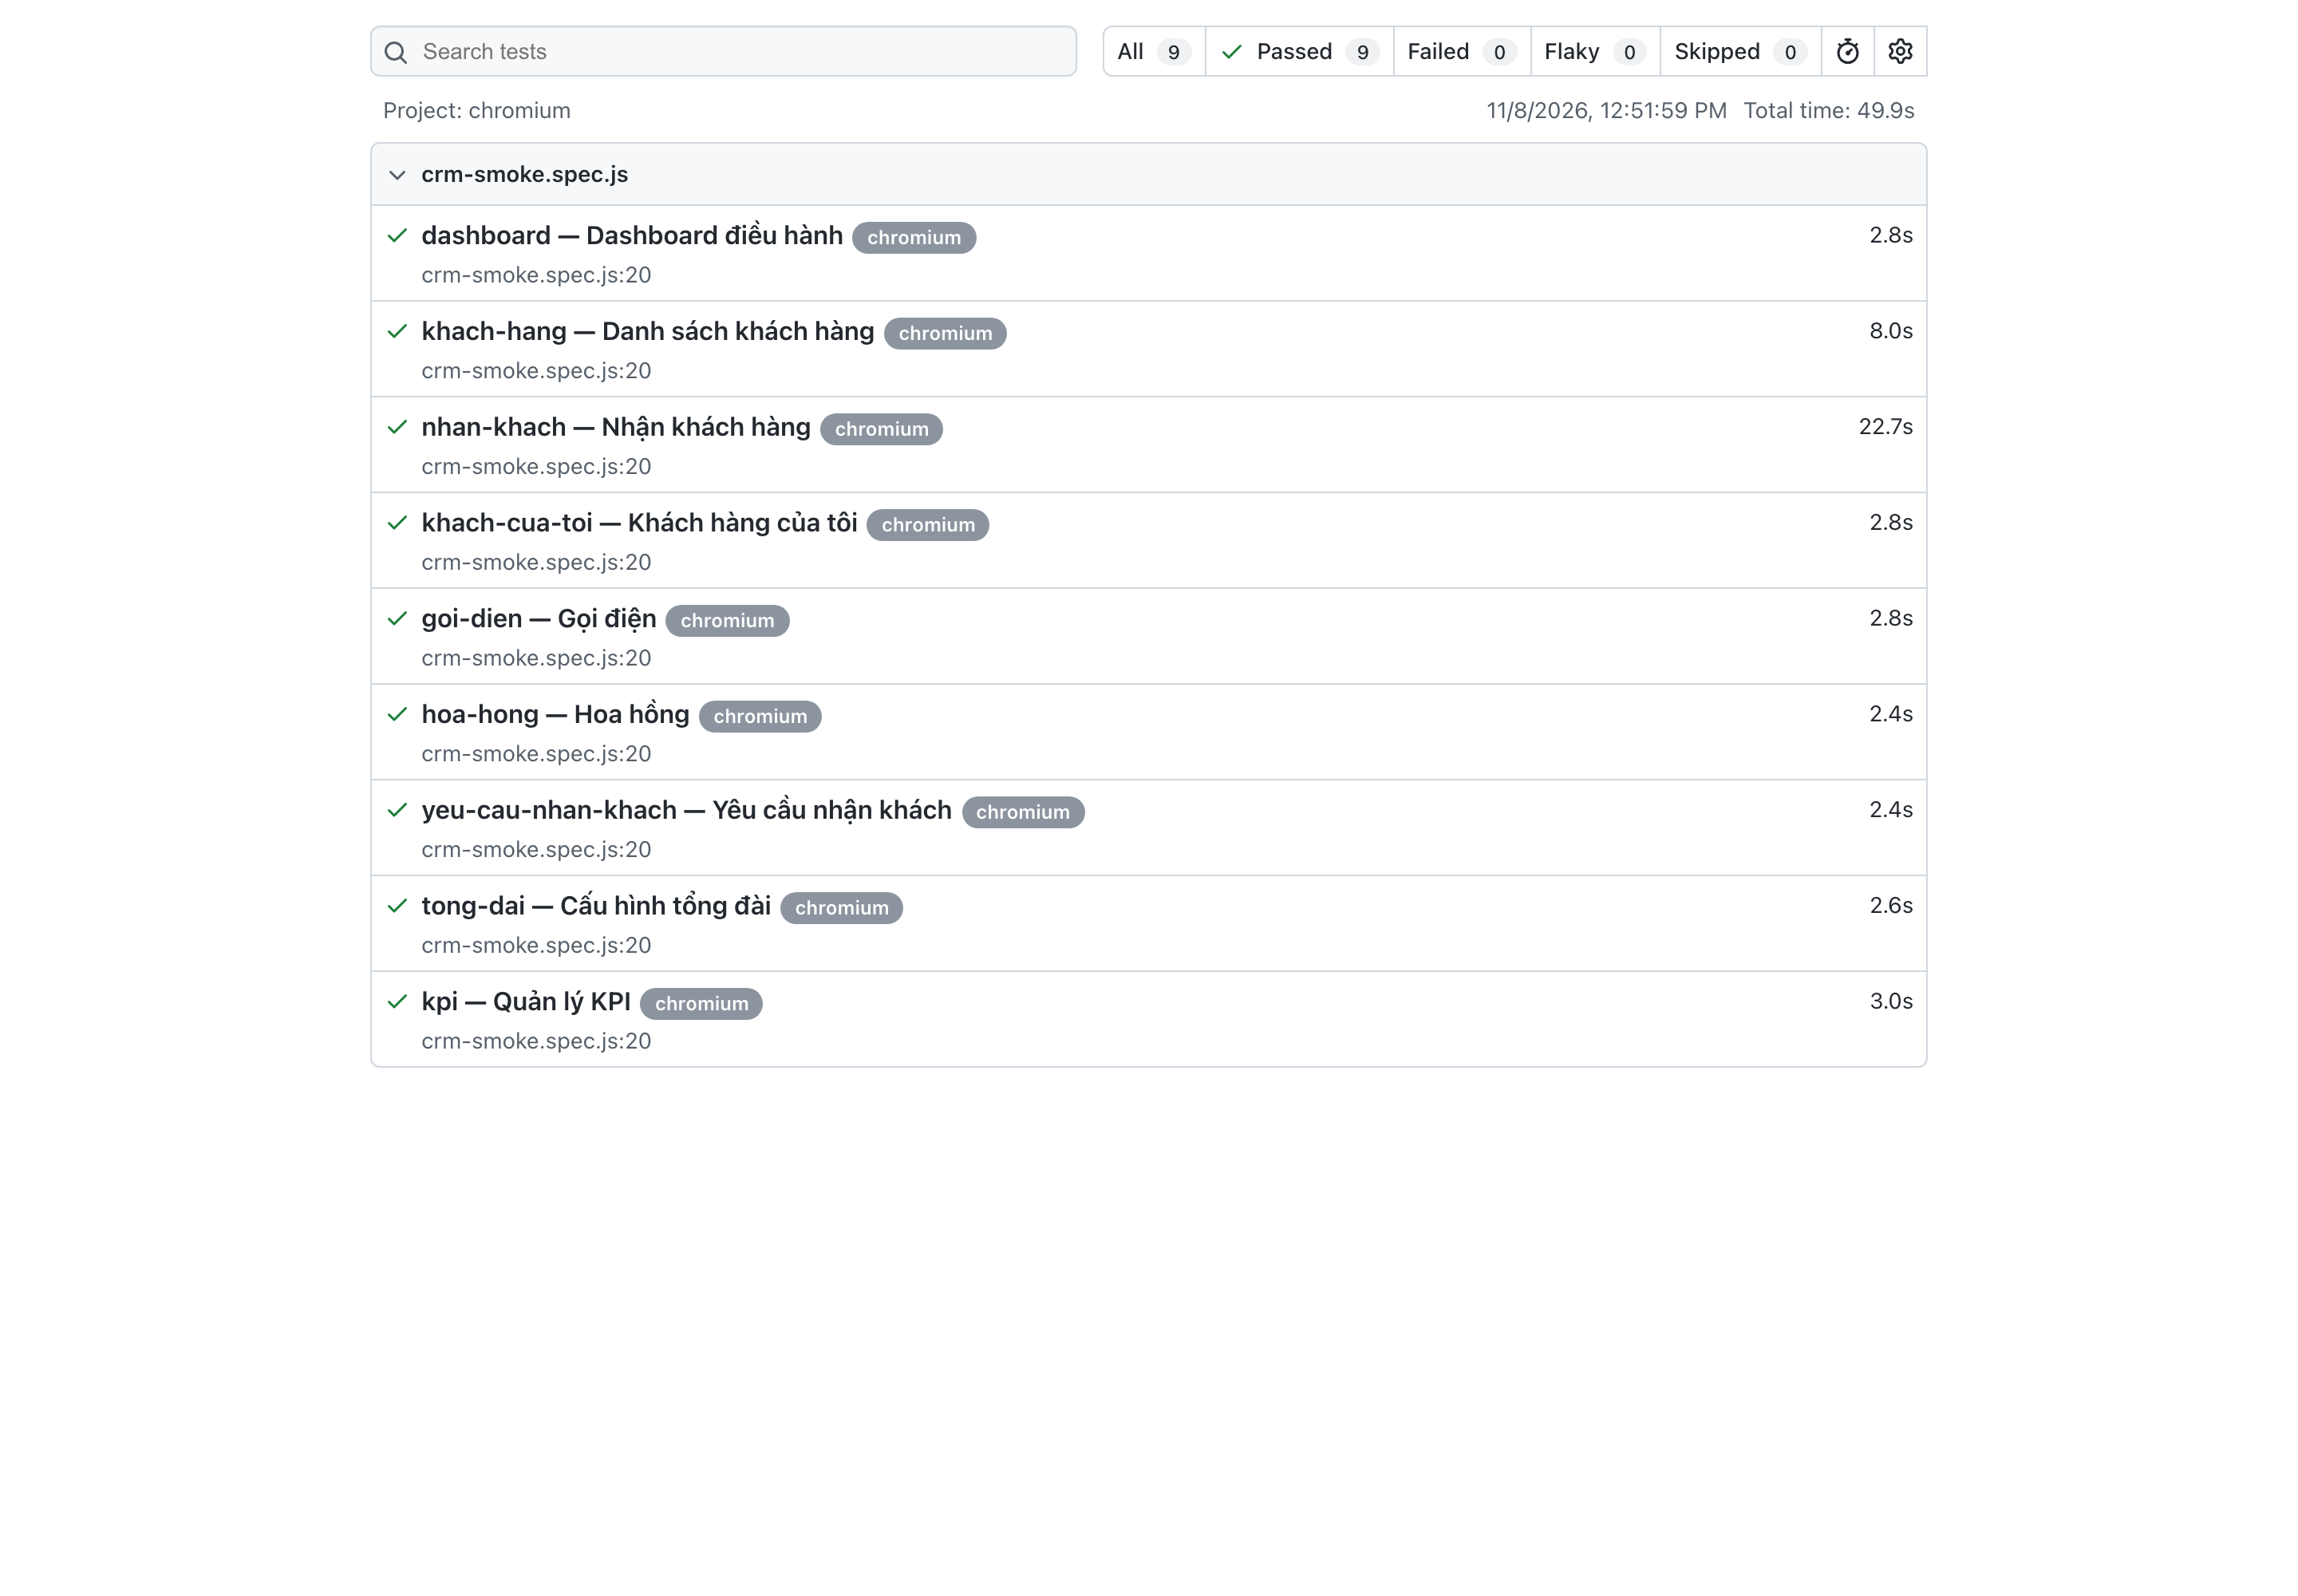 Search tests
All 9 Passed 9 Failed 0 Flaky 0 Skipped 0
Project: chromium 11/8/2026, 12:51:59 PM Total time: 49.9s
crm-smoke.spec.js
dashboard — Dashboard điều hành chromium 2.8s
crm-smoke.spec.js:20
khach-hang — Danh sách khách hàng chromium 8.0s
crm-smoke.spec.js:20
nhan-khach — Nhận khách hàng chromium 22.7s
crm-smoke.spec.js:20
khach-cua-toi — Khách hàng của tôi chromium 2.8s
crm-smoke.spec.js:20
goi-dien — Gọi điện chromium 2.8s
crm-smoke.spec.js:20
hoa-hong — Hoa hồng chromium 2.4s
crm-smoke.spec.js:20
yeu-cau-nhan-khach — Yêu cầu nhận khách chromium 2.4s
crm-smoke.spec.js:20
tong-dai — Cấu hình tổng đài chromium 2.6s
crm-smoke.spec.js:20
kpi — Quản lý KPI chromium 3.0s
crm-smoke.spec.js:20